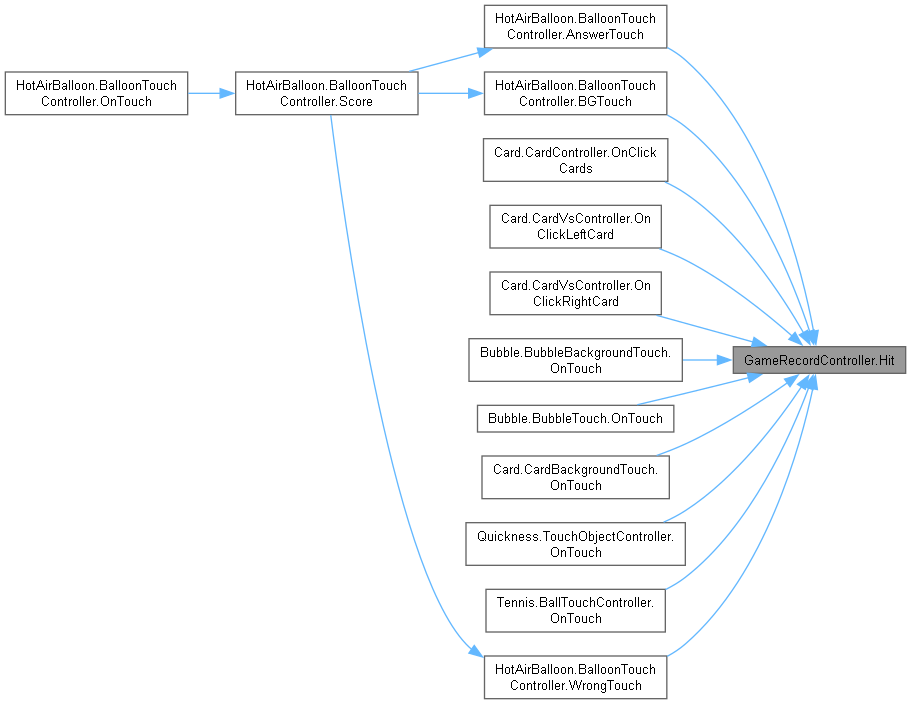 HotAirBalloon.BalloonTouch
Controller.OnTouch
HotAirBalloon.BalloonTouch
Controller.Score
HotAirBalloon.BalloonTouch
Controller.AnswerTouch
HotAirBalloon.BalloonTouch
Controller.BGTouch
Card.CardController.OnClick
Cards
Card.CardVsController.On
ClickLeftCard
Card.CardVsController.On
ClickRightCard
Bubble.BubbleBackgroundTouch.
OnTouch
Bubble.BubbleTouch.OnTouch
Card.CardBackgroundTouch.
OnTouch
Quickness.TouchObjectController.
OnTouch
Tennis.BallTouchController.
OnTouch
HotAirBalloon.BalloonTouch
Controller.WrongTouch
GameRecordController.Hit